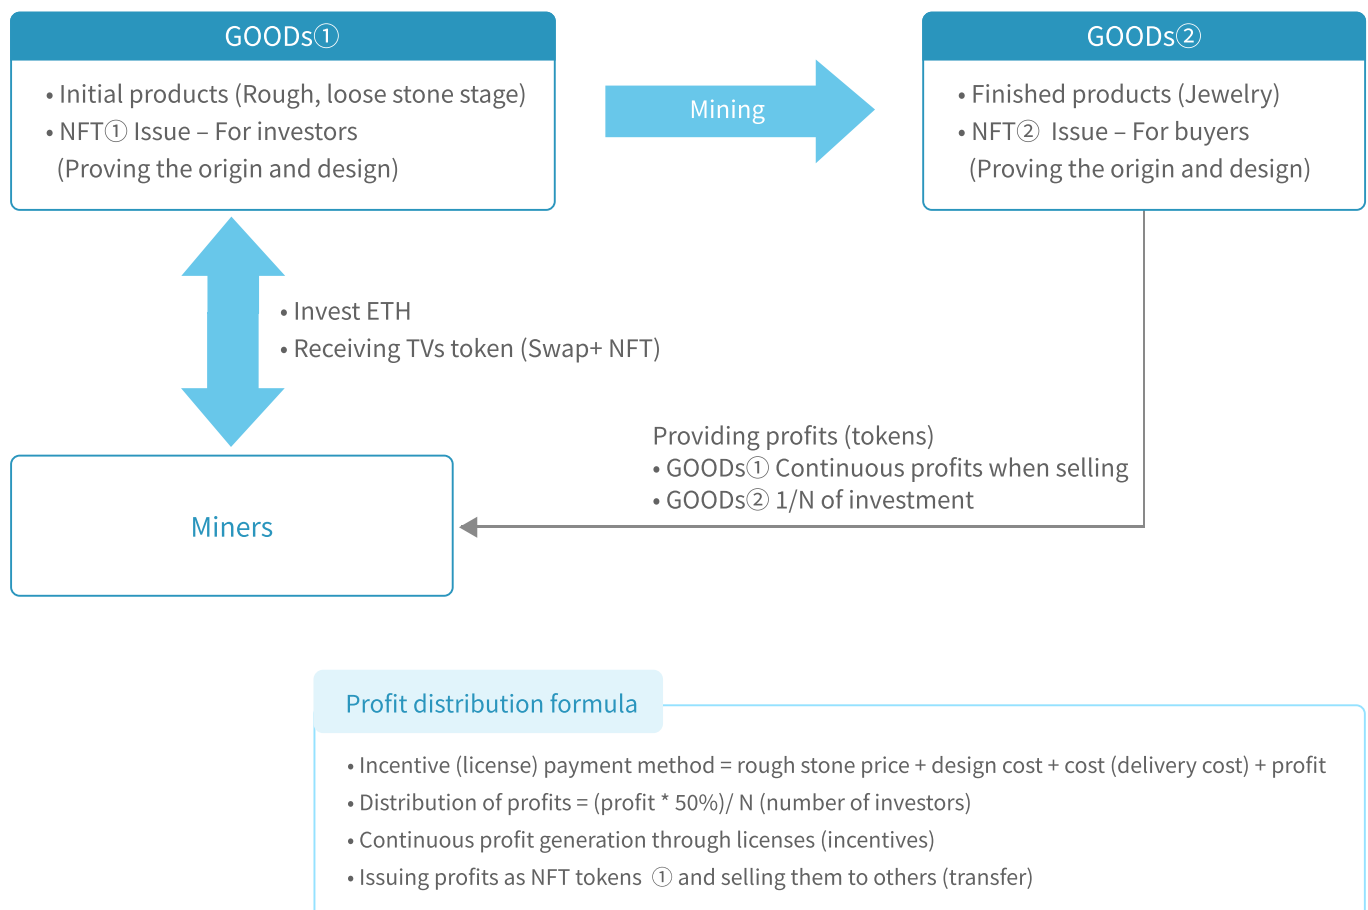 GOODs①
• Initial products (Rough, loose stone stage)
• NFT① Issue – For investors
(Proving the origin and design)
Mining
GOODs②
• Finished products (Jewelry)
• NFT② Issue – For buyers
(Proving the origin and design)
• Invest ETH
• Receiving TVs token (Swap+ NFT)
Providing profits (tokens)
• GOODs① Continuous profits when selling
• GOODs② 1/N of investment
Miners
Profit distribution formula
• Incentive (license) payment method = rough stone price + design cost + cost (delivery cost) + profit
• Distribution of profits = (profit * 50%)/ N (number of investors)
• Continuous profit generation through licenses (incentives)
• Issuing profits as NFT tokens ① and selling them to others (transfer)